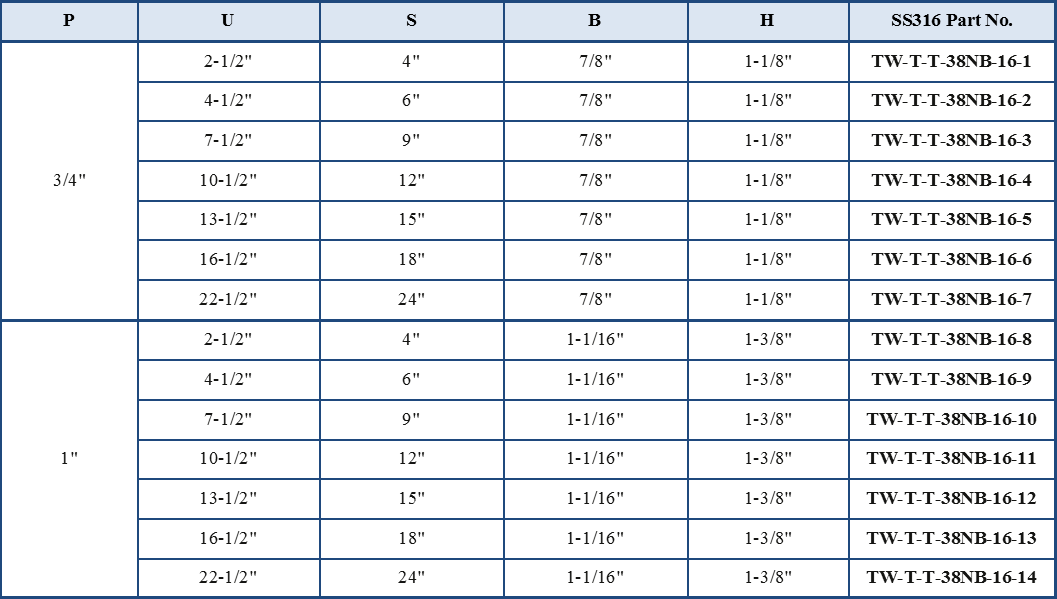 P U S B H SS316 Part No.
2-1/2" 4" 7/8" 1-1/8" TW-T-T-38NB-16-1
4-1/2" 6" 7/8" 1-1/8" TW-T-T-38NB-16-2
7-1/2" 9" 7/8" 1-1/8" TW-T-T-38NB-16-3
3/4" 10-1/2" 12" 7/8" 1-1/8" TW-T-T-38NB-16-4
13-1/2" 15" 7/8" 1-1/8" TW-T-T-38NB-16-5
16-1/2" 18" 7/8" 1-1/8" TW-T-T-38NB-16-6
22-1/2" 24" 7/8" 1-1/8" TW-T-T-38NB-16-7
2-1/2" 4" 1-1/16" 1-3/8" TW-T-T-38NB-16-8
4-1/2" 6" 1-1/16" 1-3/8" TW-T-T-38NB-16-9
7-1/2" 9" 1-1/16" 1-3/8" TW-T-T-38NB-16-10
1" 10-1/2" 12" 1-1/16" 1-3/8" TW-T-T-38NB-16-11
13-1/2" 15" 1-1/16" 1-3/8" TW-T-T-38NB-16-12
16-1/2" 18" 1-1/16" 1-3/8" TW-T-T-38NB-16-13
22-1/2" 24" 1-1/16" 1-3/8" TW-T-T-38NB-16-14